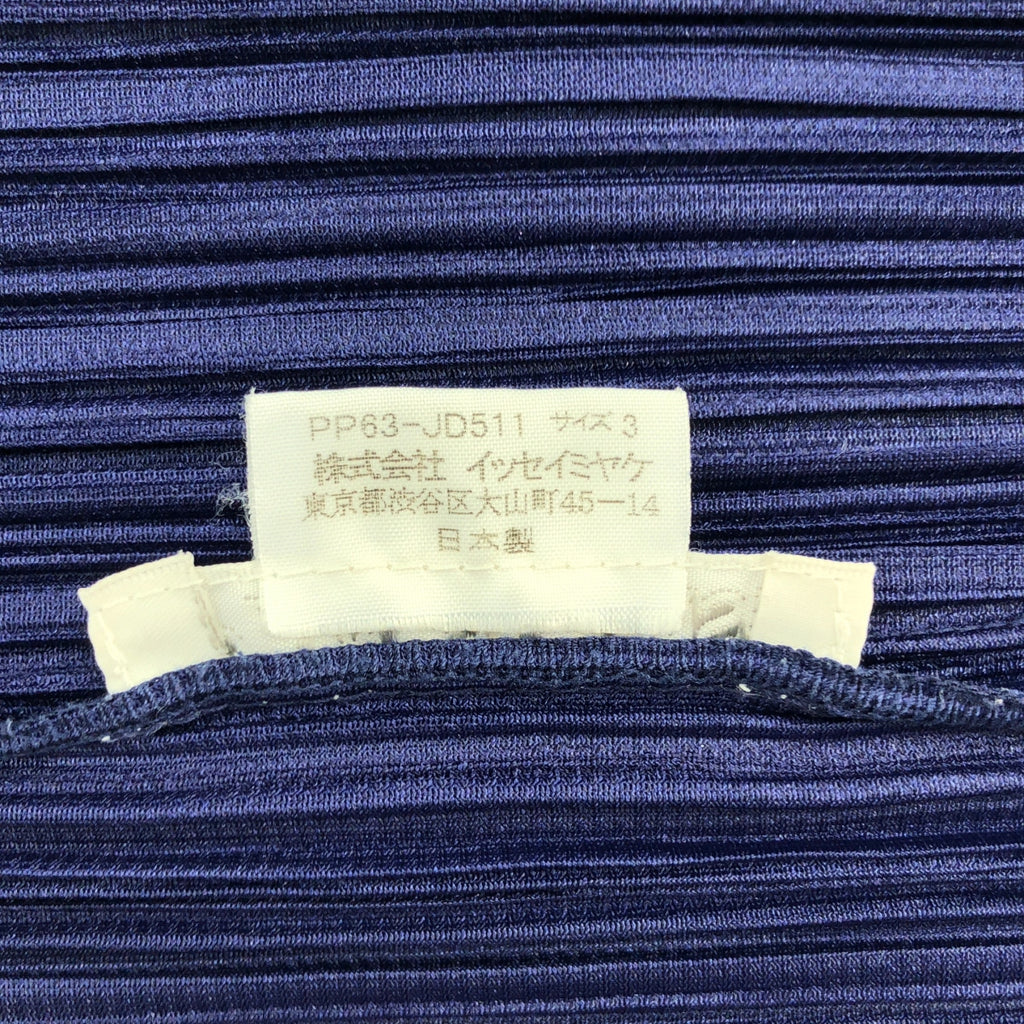 PP63-JD511 サイズ 3
株式会社 イッセイミヤケ
東京都渋谷区大山町45-14
日本製